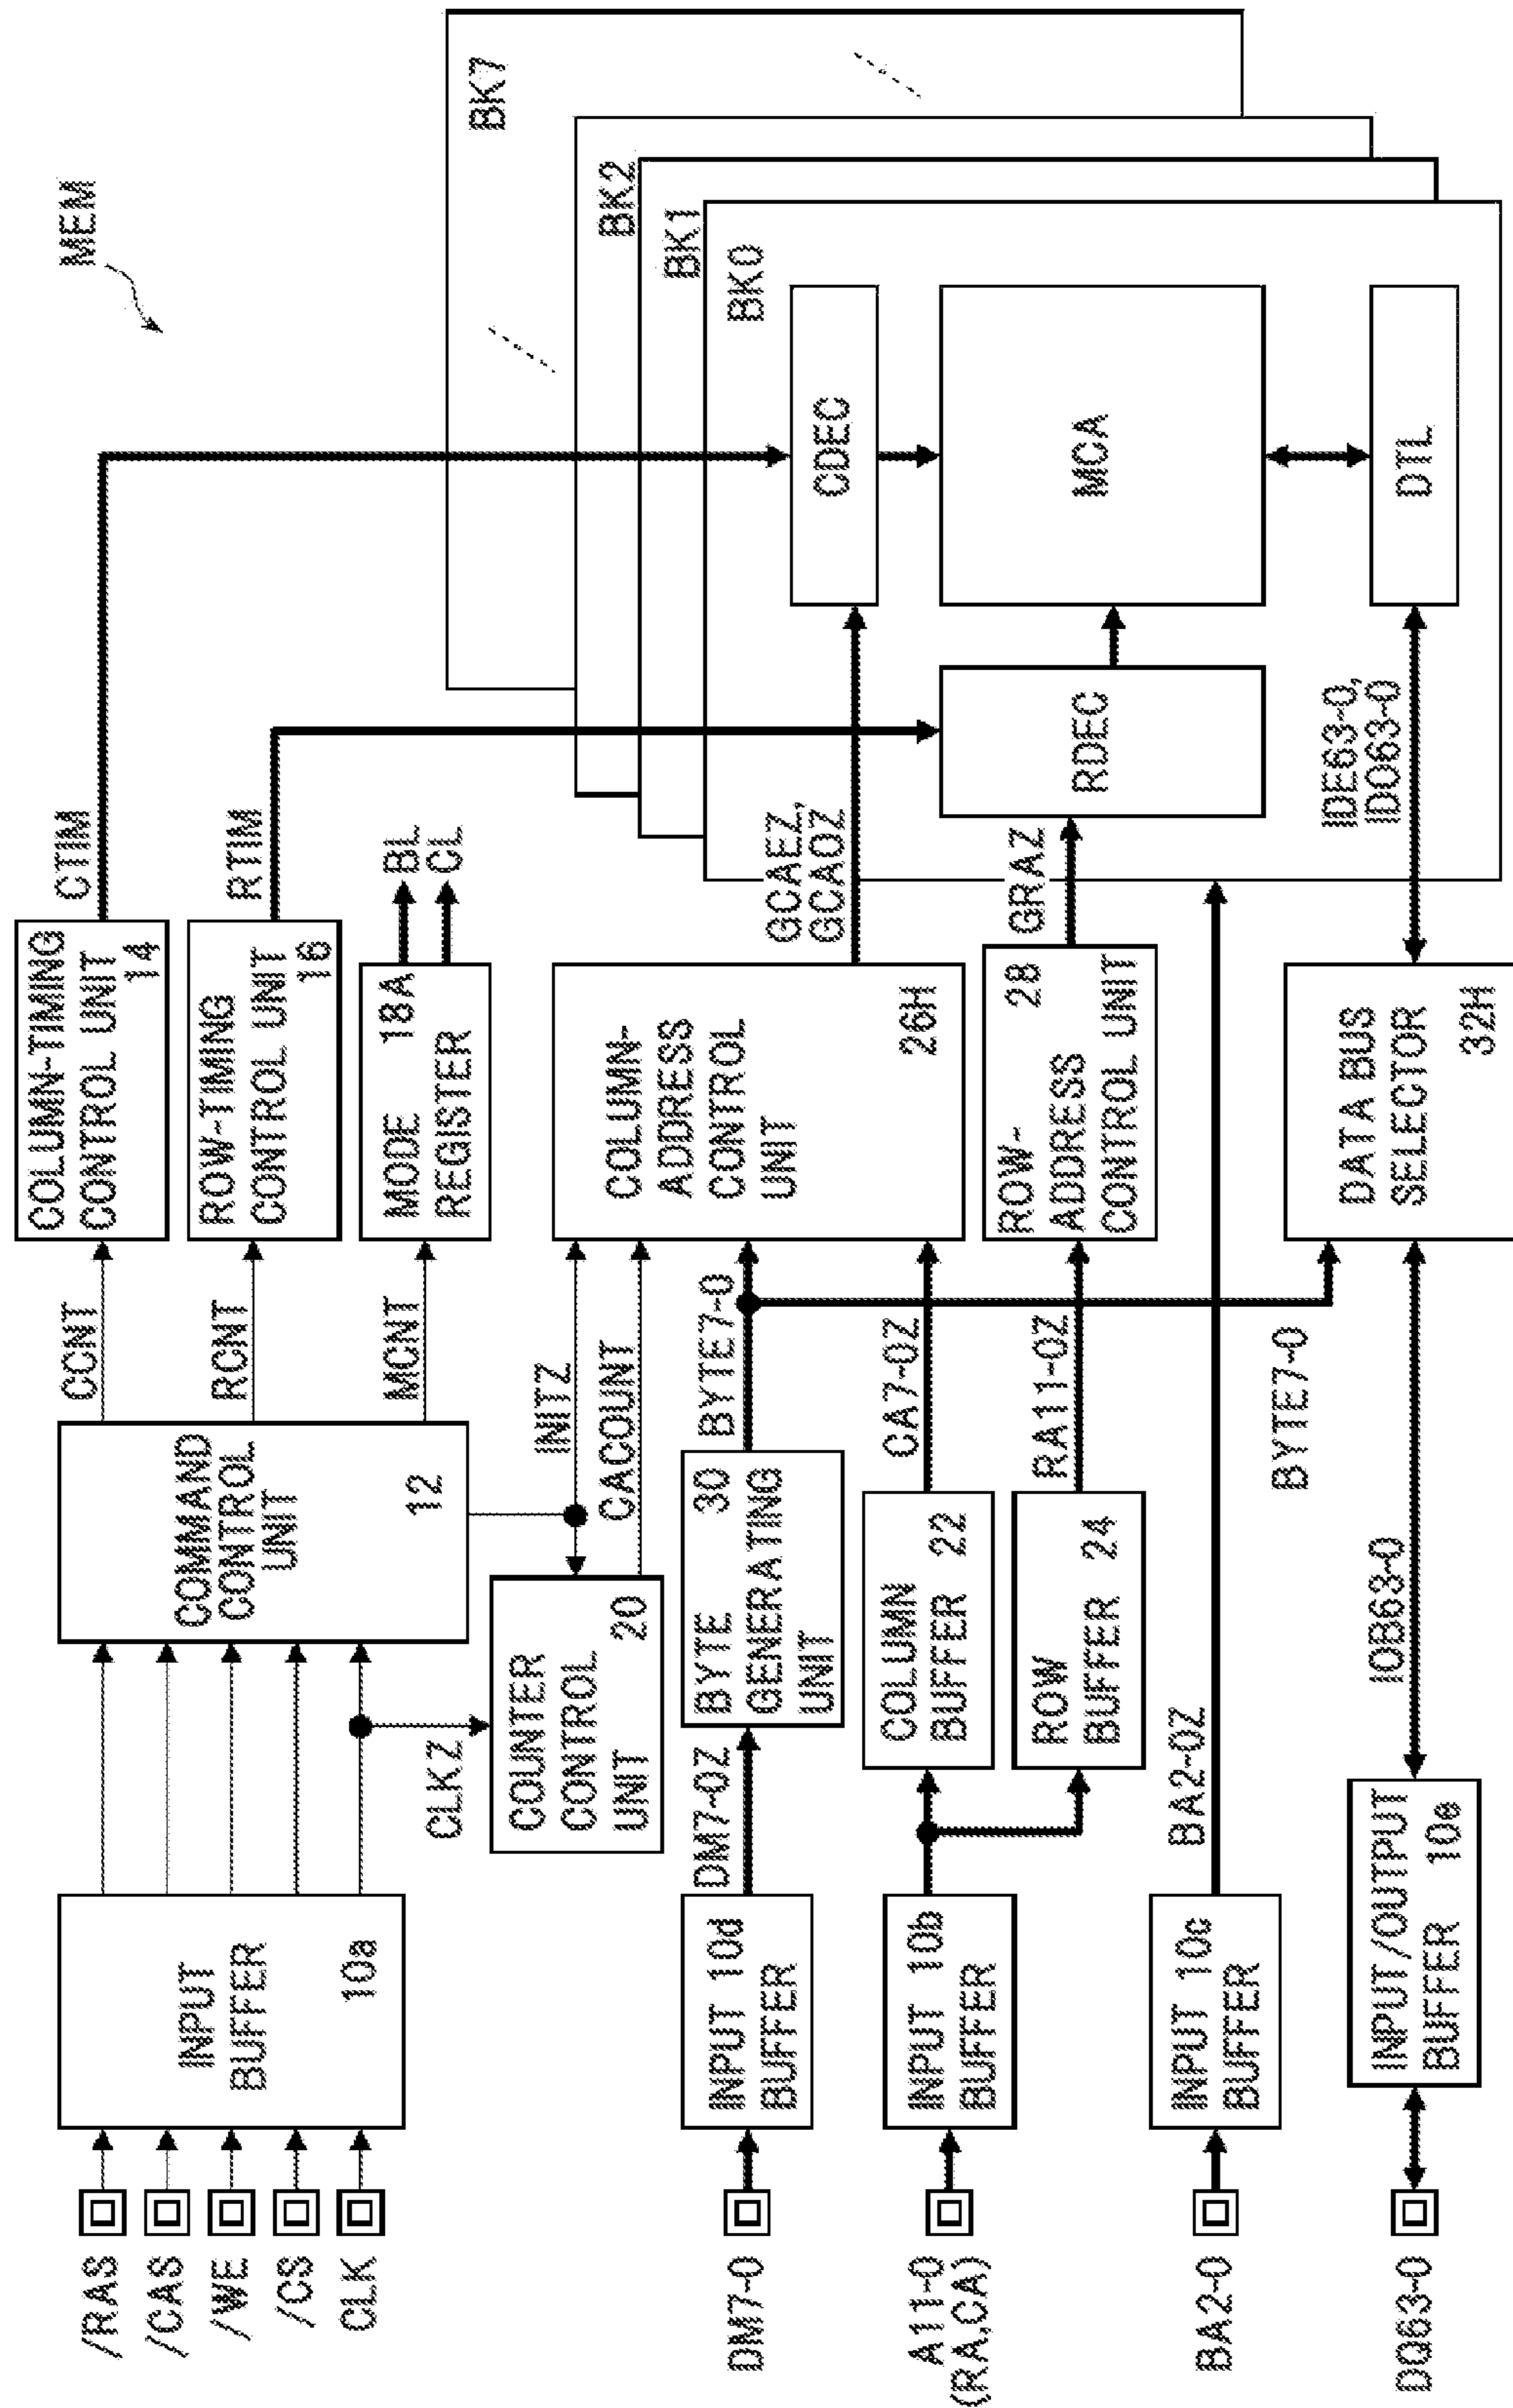 MEM
/RAS
/CAS
/WE
/CS
CLK
INPUT
BUFFER
10a
COMMAND
CONTROL
UNIT
12
CCNT
RCNT
MCNT
COLUMN-TIMING
CONTROL UNIT
14
CTIM
ROW-TIMING
CONTROL UNIT
16
RTIM
MODE 18A
REGISTER
BL
CL
CLKZ
COUNTER
CONTROL
UNIT
20
INITZ
CACOUNT
DM7-0
INPUT 10d
BUFFER
DM7-0Z
BYTE 30
GENERATING
UNIT
BYTE7-0
COLUMN-
ADDRESS
CONTROL
UNIT
26H
GCAEZ,
GCAOZ
A11-0
(RA,CA)
INPUT 10b
BUFFER
COLUMN
BUFFER 22
CA7-0Z
ROW
BUFFER 24
RA11-0Z
ROW- 28
ADDRESS
CONTROL UNIT
GRAZ
BA2-0
INPUT 10c
BUFFER
BA2-0Z
DQ63-0
INPUT/OUTPUT
BUFFER 10e
IOB63-0
BYTE7-0
DATA BUS
SELECTOR
32H
IDE63-0,
IDO63-0
BK7
BK2
BK1
BK0
CDEC
RDEC
MCA
DTL